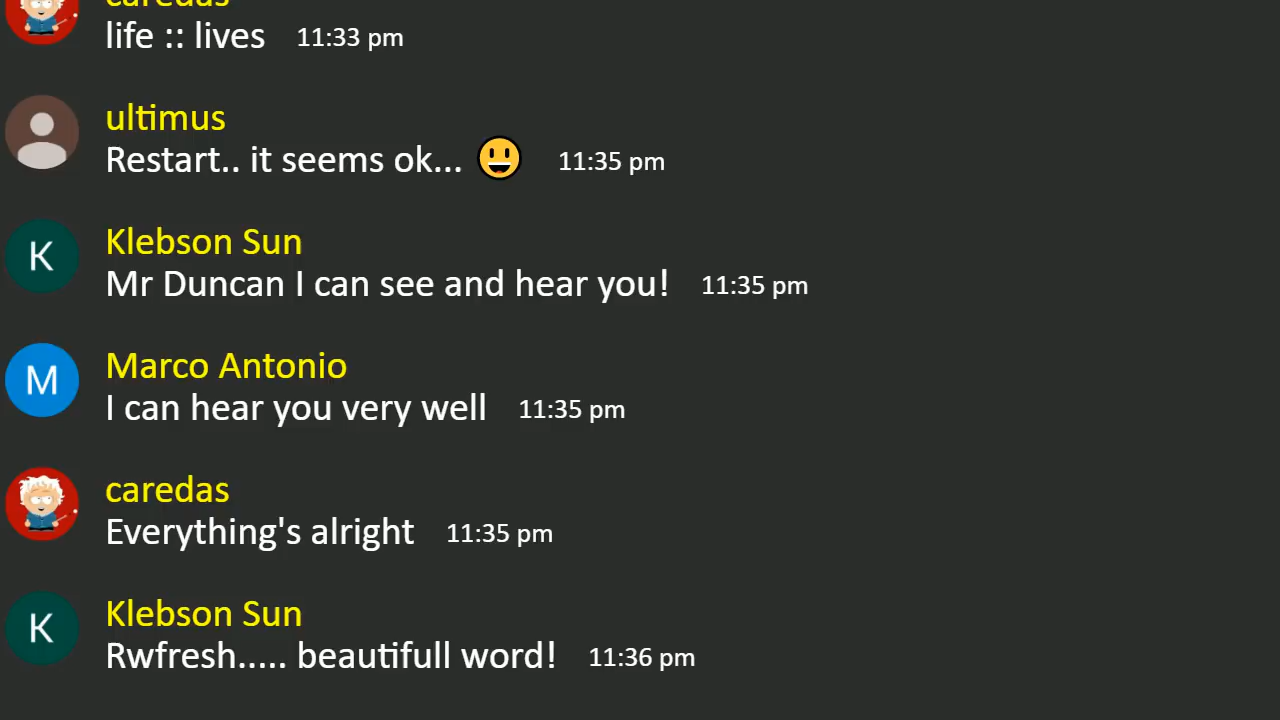 caredas
life :: lives 11:33 pm
ultimus
Restart.. it seems ok... 😃 11:35 pm
K
Klebson Sun
Mr Duncan I can see and hear you! 11:35 pm
M
Marco Antonio
I can hear you very well 11:35 pm
caredas
Everything's alright 11:35 pm
K
Klebson Sun
Rwfresh..... beautifull word! 11:36 pm